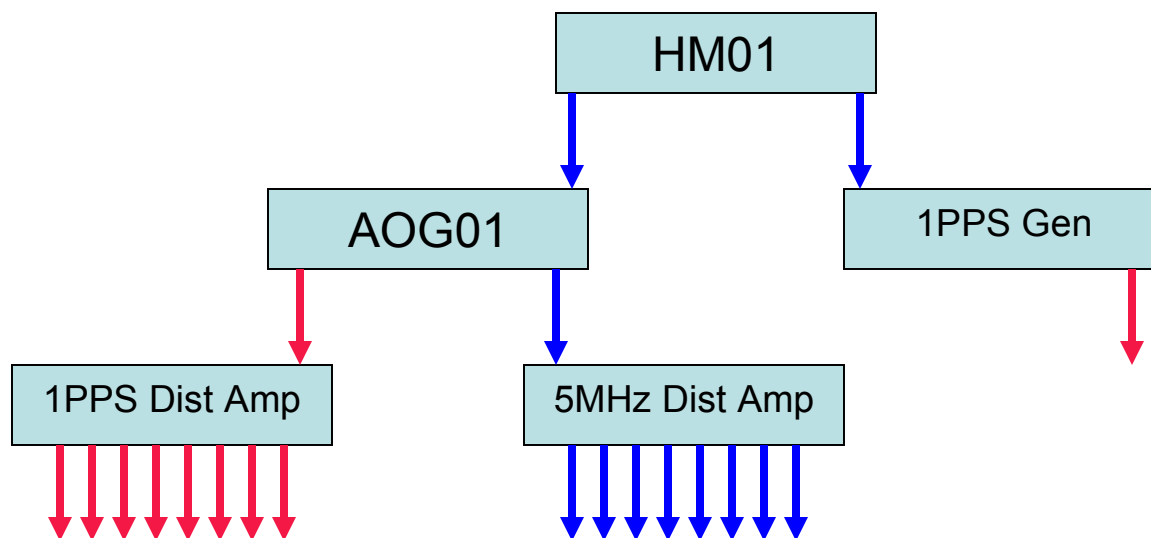 HM01
AOG01
1PPS Gen
1PPS Dist Amp
5MHz Dist Amp